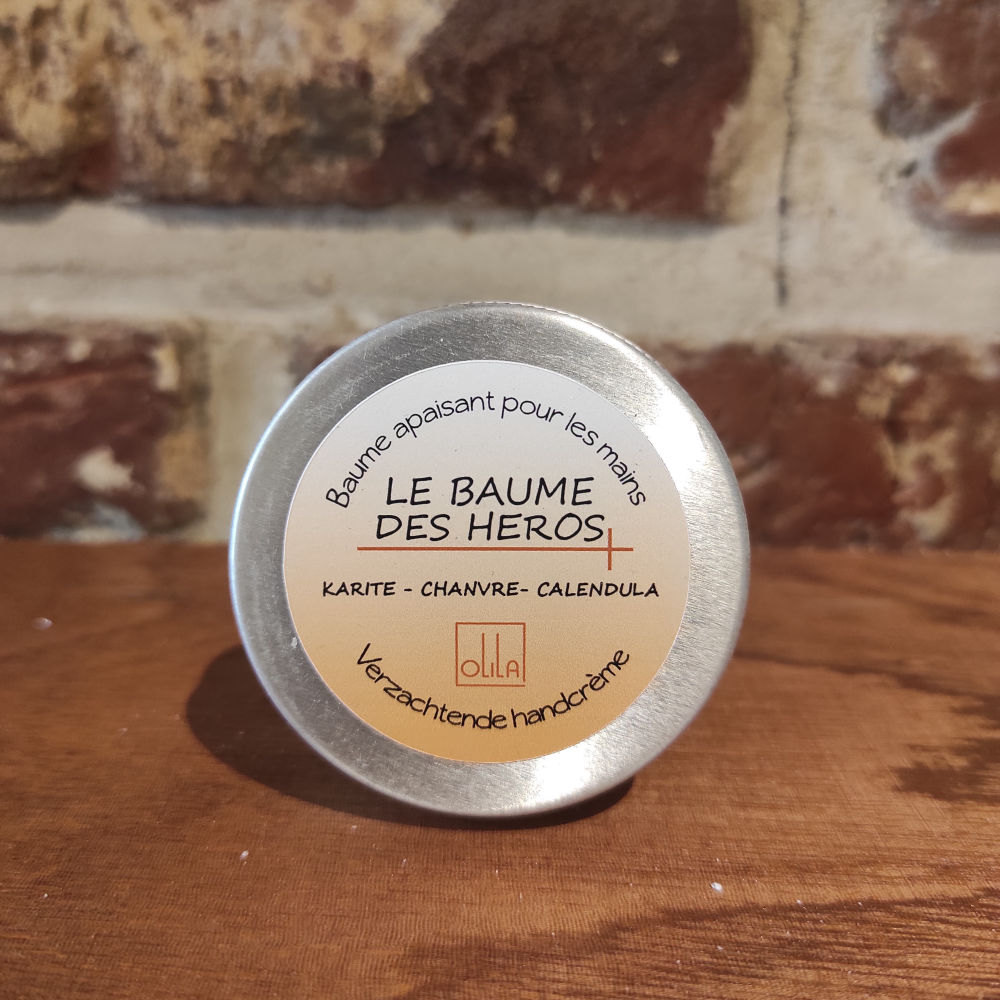 Baume apaisant pour les mains
LE BAUME
DES HEROS
KARITE - CHANVRE- CALENDULA
OLILA
Verzachtende handcrème